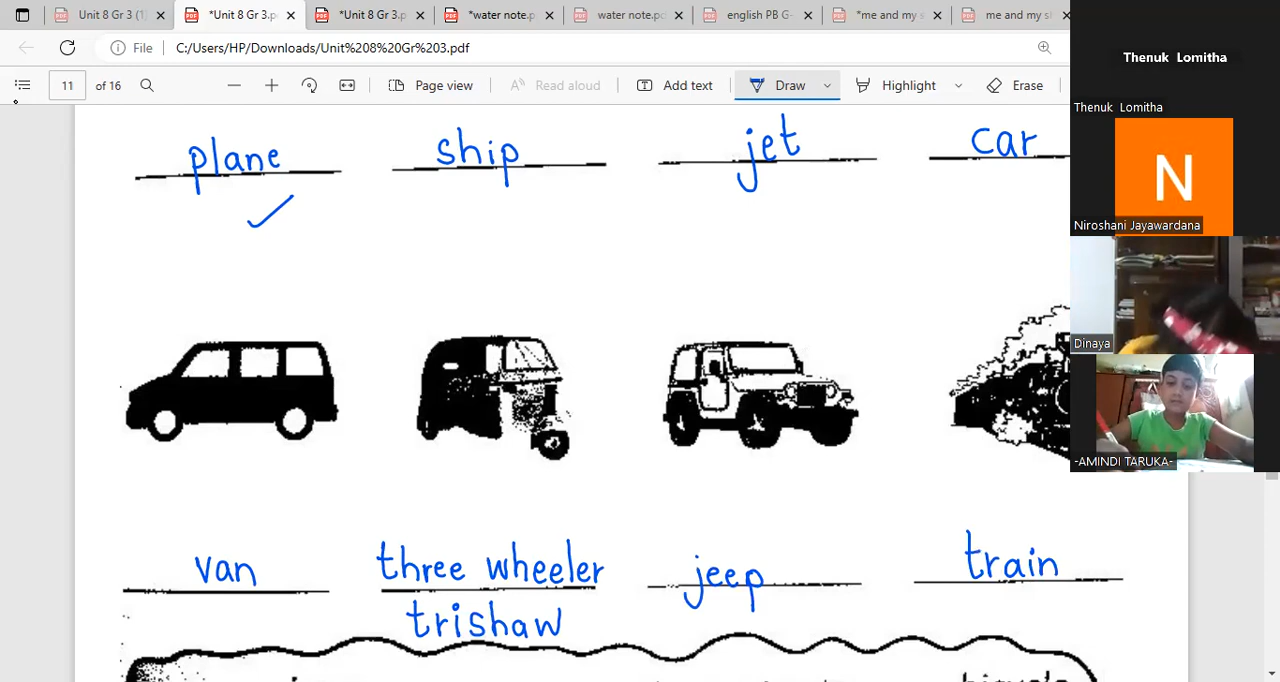 Unit 8 Gr 3 (1)
*Unit 8 Gr 3.p
*Unit 8 Gr 3.p
*water note.p
water note.pd
english PB G-
*me and my s
me and my s
File C:/Users/HP/Downloads/Unit%208%20Gr%203.pdf
11 of 16 Page view Read aloud Add text Draw Highlight Erase
Thenuk Lomitha
Thenuk Lomitha
N
Niroshani Jayawardana
Dinaya
-AMINDI TARUKA-
plane ship jet car
van three wheeler jeep train
trishaw